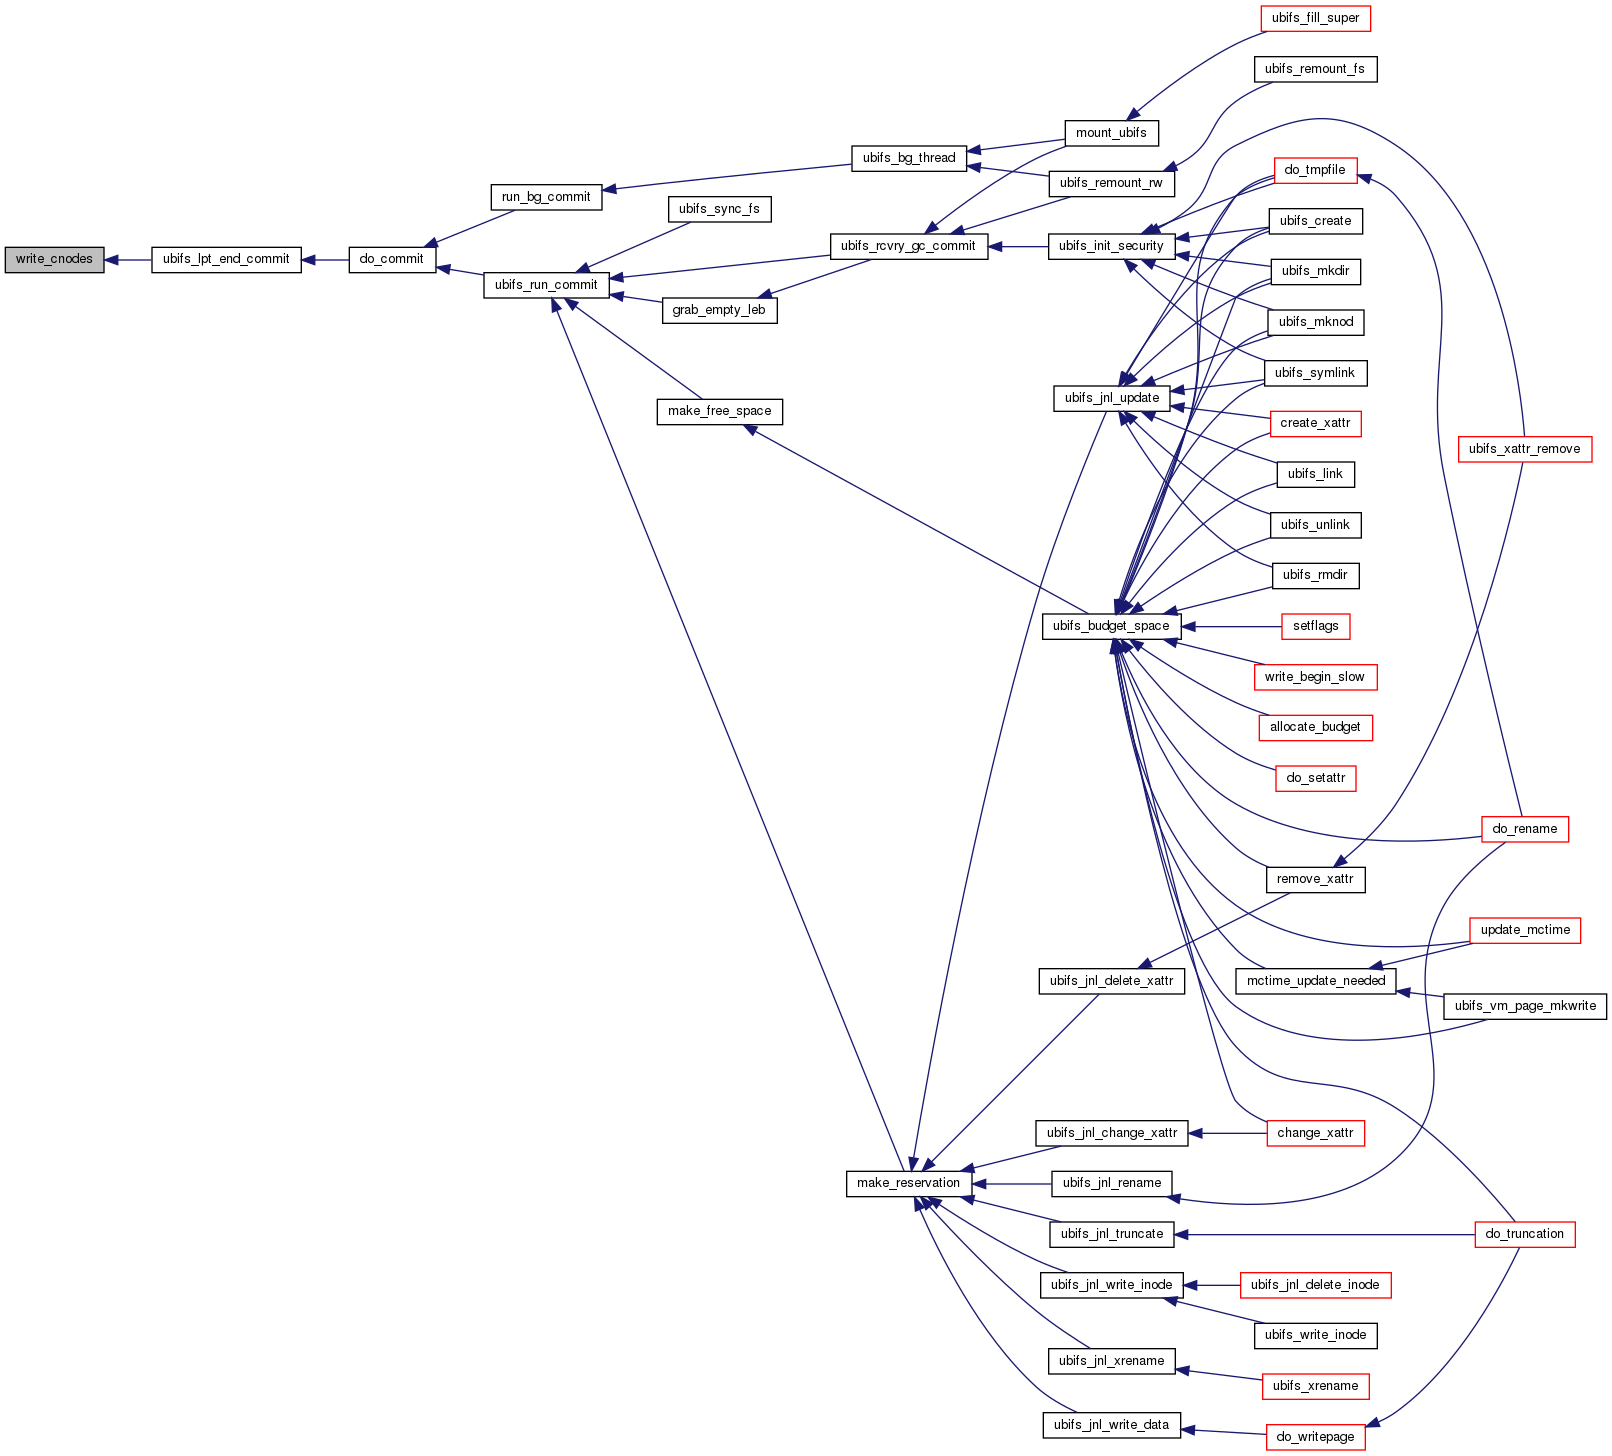 write_cnodes
ubifs_lpt_end_commit
do_commit
run_bg_commit
ubifs_run_commit
ubifs_sync_fs
grab_empty_leb
make_free_space
ubifs_bg_thread
ubifs_rcvry_gc_commit
make_reservation
mount_ubifs
ubifs_remount_rw
ubifs_init_security
ubifs_jnl_update
ubifs_budget_space
ubifs_jnl_delete_xattr
ubifs_jnl_change_xattr
ubifs_jnl_rename
ubifs_jnl_truncate
ubifs_jnl_write_inode
ubifs_jnl_xrename
ubifs_jnl_write_data
ubifs_fill_super
ubifs_remount_fs
do_tmpfile
ubifs_create
ubifs_mkdir
ubifs_mknod
ubifs_symlink
create_xattr
ubifs_link
ubifs_unlink
ubifs_rmdir
setflags
write_begin_slow
allocate_budget
do_setattr
remove_xattr
mctime_update_needed
change_xattr
ubifs_jnl_delete_inode
ubifs_write_inode
ubifs_xrename
do_writepage
ubifs_xattr_remove
do_rename
update_mctime
ubifs_vm_page_mkwrite
do_truncation